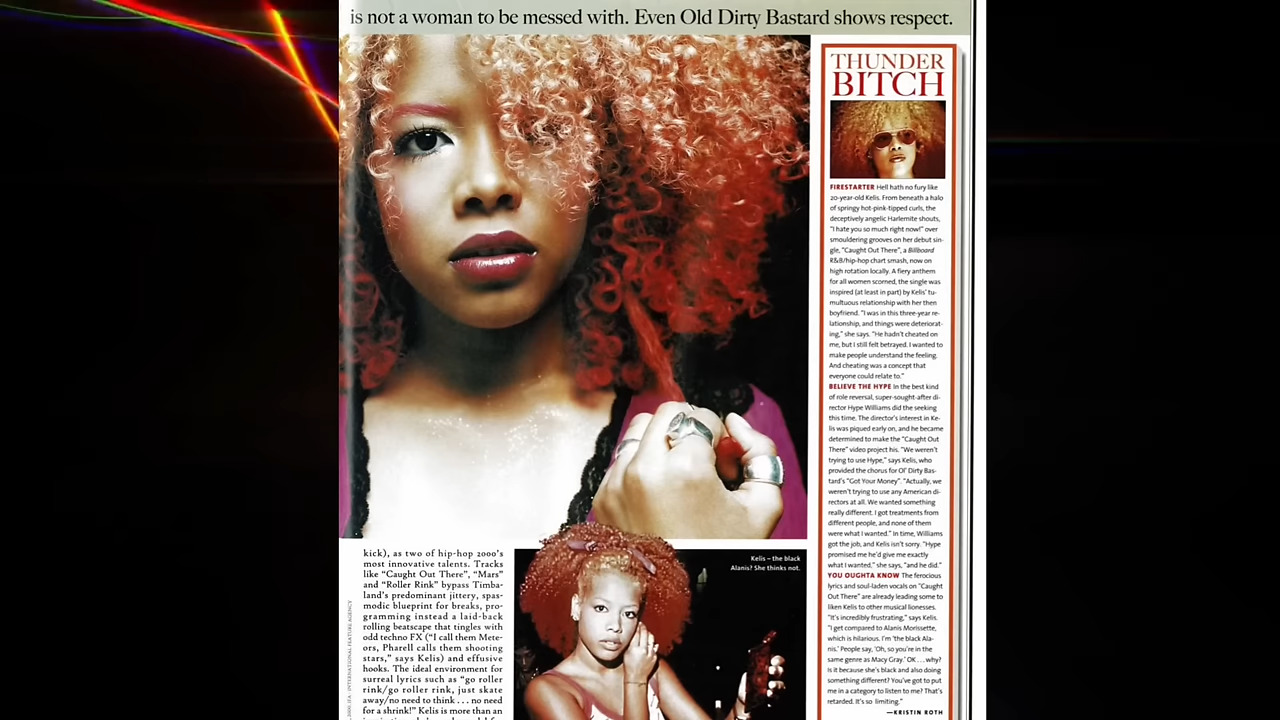 is not a woman to be messed with. Even Old Dirty Bastard shows respect.
THUNDER
BITCH
FIRESTARTER Hell hath no fury like
20-year-old Kelis. From beneath a halo
of springy hot-pink-tipped curls, the
deceptively angelic Harlemite shouts,
"I hate you so much right now!" over
smouldering grooves on her debut sin-
gle, "Caught Out There", a Billboard
R&B/hip-hop chart smash, now on
high rotation locally. A fiery anthem
for all women scorned, the single was
inspired (at least in part) by Kelis' tu-
multuous relationship with her then
boyfriend. "I was in this three-year re-
lationship, and things were deteriorat-
ing," she says. "He hadn't cheated on
me, but I still felt betrayed. I wanted to
make people understand the feeling.
And cheating was a concept that
everyone could relate to."
BELIEVE THE HYPE In the best kind
of role reversal, super-sought-after di-
rector Hype Williams did the seeking
this time. The director's interest in Ke-
lis was piqued early on, and he became
determined to make the "Caught Out
There" video project his. "We weren't
trying to use Hype," says Kelis, who
provided the chorus for Ol' Dirty Bas-
tard's "Got Your Money". "Actually, we
weren't trying to use any American di-
rectors at all. We wanted something
really different. I got treatments from
different people, and none of them
were what I wanted." In time, Williams
got the job, and Kelis isn't sorry. "Hype
promised me he'd give me exactly
what I wanted," she says, "and he did."
YOU OUGHTA KNOW The ferocious
lyrics and soul-laden vocals on "Caught
Out There" are already leading some to
liken Kelis to other musical lionesses.
"It's incredibly frustrating," says Kelis.
"I get compared to Alanis Morissette,
which is hilarious. I'm 'the black Ala-
nis.' People say, 'Oh, so you're in the
same genre as Macy Gray.' OK . . . why?
Is it because she's black and also doing
something different? You've got to put
me in a category to listen to me? That's
retarded. It's so limiting."
—KRISTIN ROTH
kick), as two of hip-hop 2000's
most innovative talents. Tracks
like "Caught Out There", "Mars"
and "Roller Rink" bypass Timba-
land's predominant jittery, spas-
modic blueprint for breaks, pro-
gramming instead a laid-back
rolling beatscape that tingles with
odd techno FX ("I call them Mete-
ors, Pharell calls them shooting
stars," says Kelis) and effusive
hooks. The ideal environment for
surreal lyrics such as "go roller
rink/go roller rink, just skate
away/no need to think . . . no need
for a shrink!" Kelis is more than an
Kelis – the black
Alanis? She thinks not.
INTERNATIONAL FEATURE AGENCY